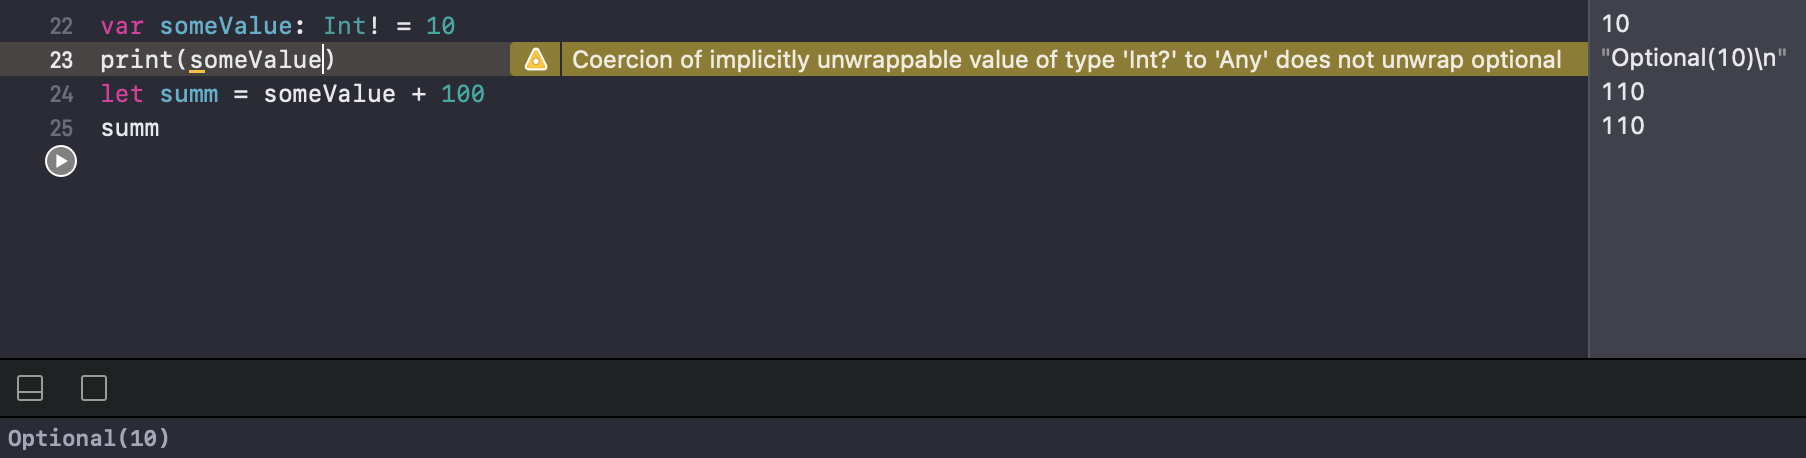 22 var someValue: Int! = 10
10
23 print(someValue)
Coercion of implicitly unwrappable value of type 'Int?' to 'Any' does not unwrap optional
"Optional(10)\n"
24 let summ = someValue + 100
110
25 summ
110
Optional(10)